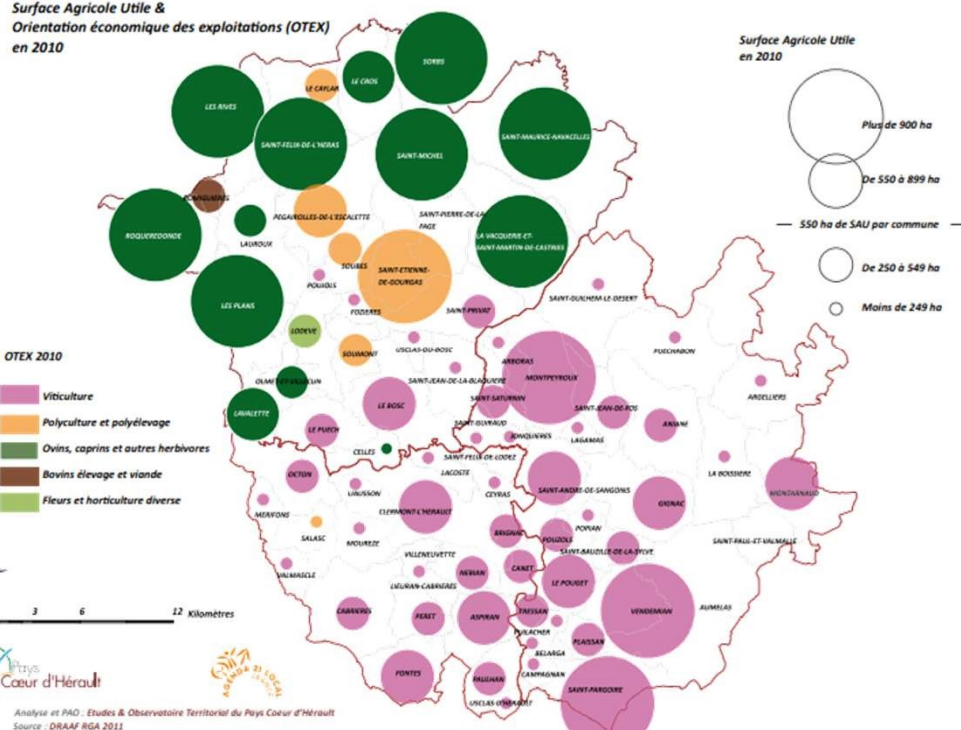 Surface Agricole Utile &
Orientation économique des exploitations (OTEX)
en 2010
Surface Agricole Utile
en 2010
Plus de 900 ha
De 550 à 899 ha
550 ha de SAU par commune
De 250 à 549 ha
Moins de 249 ha
SORBS
LE CROS
LE CAYLAR
LES RIVES
SAINT-FELIX-DE-L'HERAS
SAINT-MICHEL
SAINT-MAURICE-NAVACELLES
ROMIGUIERES
PEGAIROLLES-DE-L'ESCALETTE
SAINT-PIERRE-DE-LA-
FAGE
ROQUEREDONDE
LAUROUX
LA VACQUERIE-ET-
SAINT-MARTIN-DE-CASTRIES
SOUBES
SAINT-ETIENNE-
DE-GOURGAS
POUJOLS
SAINT-GUILHEM-LE-DESERT
LES PLANS
FOZIERES
SAINT-PRIVAT
LODEVE
SOUMONT
USCLAS-DU-BOSC
PUECHABON
ARBORAS
OTEX 2010
SAINT-JEAN-DE-LA-BLAQUIERE
MONTPEYROUX
OLMET-ET-VILLECUN
ARGELLIERS
Viticulture
SAINT-SATURNIN
LE BOSC
SAINT-JEAN-DE-FOS
LAVALETTE
Polyculture et polyélevage
SAINT-GUIRAUD
ANIANE
LE PUECH
JONQUIERES
LAGAMAS
Ovins, caprins et autres herbivores
CELLES
SAINT-FELIX-DE-LODEZ
LACOSTE
LA BOISSIERE
Bovins élevage et viande
OCTON
LIAUSSON
CEYRAS
SAINT-ANDRE-DE-SANGONIS
MONTARNAUD
Fleurs et horticulture diverse
MERIFONS
CLERMONT-L'HERAULT
GIGNAC
SALASC
MOUREZE
BRIGNAC
POPIAN
POUZOLS
SAINT-PAUL-ET-VALMALLE
VILLENEUVETTE
SAINT-BAUZILLE-DE-LA-SYLVE
VALMASCLE
NEBIAN
CANET
LIEURAN-CABRIERES
LE POUGET
CABRIERES
PERET
ASPIRAN
TRESSAN
VENDEMIAN
AUMELAS
3 6 12 Kilomètres
PUILACHER
PLAISSAN
BELARGA
CAMPAGNAN
FONTES
PAULHAN
SAINT-PARGOIRE
USCLAS-D'HERAULT
Pays
Cœur d'Hérault
AGENDA 21 LOCAL
FRANCE
Analyse et PAO : Etudes & Observatoire Territorial du Pays Coeur d'Hérault
Source : DRAAF RGA 2011